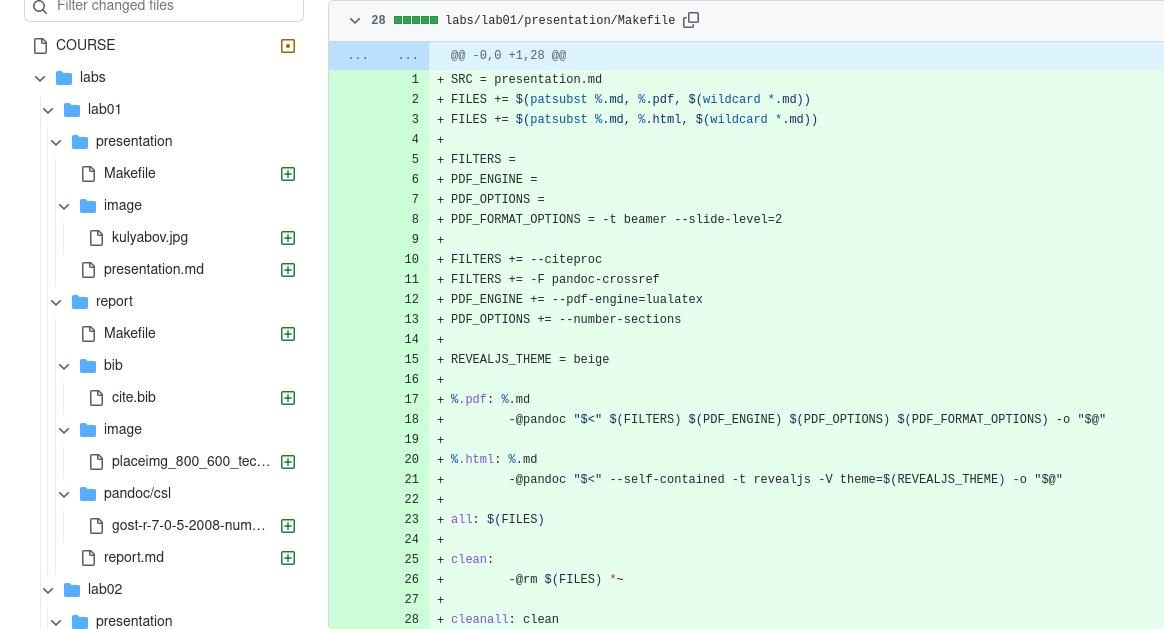 Filter changed files
COURSE
labs
lab01
presentation
Makefile
image
kulyabov.jpg
presentation.md
report
Makefile
bib
cite.bib
image
placeimg_800_600_tec...
pandoc/csl
gost-r-7-0-5-2008-num...
report.md
lab02
presentation
28 labs/lab01/presentation/Makefile
... ... @@ -0,0 +1,28 @@
1 + SRC = presentation.md
2 + FILES += $(patsubst %.md, %.pdf, $(wildcard *.md))
3 + FILES += $(patsubst %.md, %.html, $(wildcard *.md))
4 +
5 + FILTERS =
6 + PDF_ENGINE =
7 + PDF_OPTIONS =
8 + PDF_FORMAT_OPTIONS = -t beamer --slide-level=2
9 +
10 + FILTERS += --citeproc
11 + FILTERS += -F pandoc-crossref
12 + PDF_ENGINE += --pdf-engine=lualatex
13 + PDF_OPTIONS += --number-sections
14 +
15 + REVEALJS_THEME = beige
16 +
17 + %.pdf: %.md
18 +         -@pandoc "$<" $(FILTERS) $(PDF_ENGINE) $(PDF_OPTIONS) $(PDF_FORMAT_OPTIONS) -o "$@"
19 +
20 + %.html: %.md
21 +         -@pandoc "$<" --self-contained -t revealjs -V theme=$(REVEALJS_THEME) -o "$@"
22 +
23 + all: $(FILES)
24 +
25 + clean:
26 +         -@rm $(FILES) *~
27 +
28 + cleanall: clean